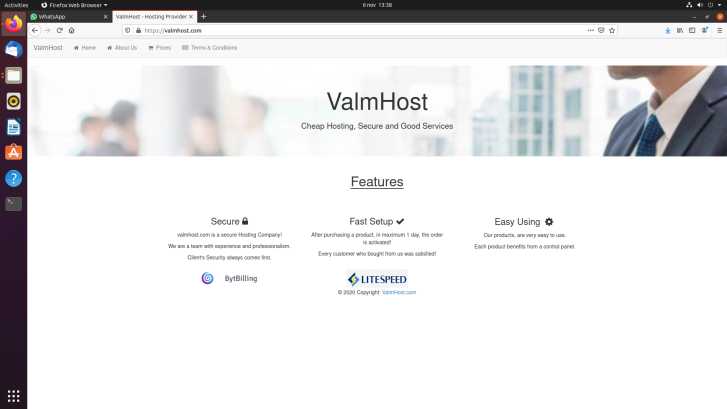 Activities
Firefox Web Browser
6 nov 13:38
WhatsApp
ValmHost - Hosting Provider
https://valmhost.com
ValmHost
Home
About Us
Prices
Terms & Conditions
ValmHost
Cheap Hosting, Secure and Good Services
Features
Secure
valmhost.com is a secure Hosting Company!
We are a team with experience and professionalism.
Client's Security always comes first.
BytBilling
Fast Setup
After purchasing a product, in maximum 1 day, the order
is activated!
Every customer who bought from us was satisfied!
LITESPEED
© 2020 Copyright: ValmHost.com
Easy Using
Our products, are very easy to use.
Each product benefits from a control panel.